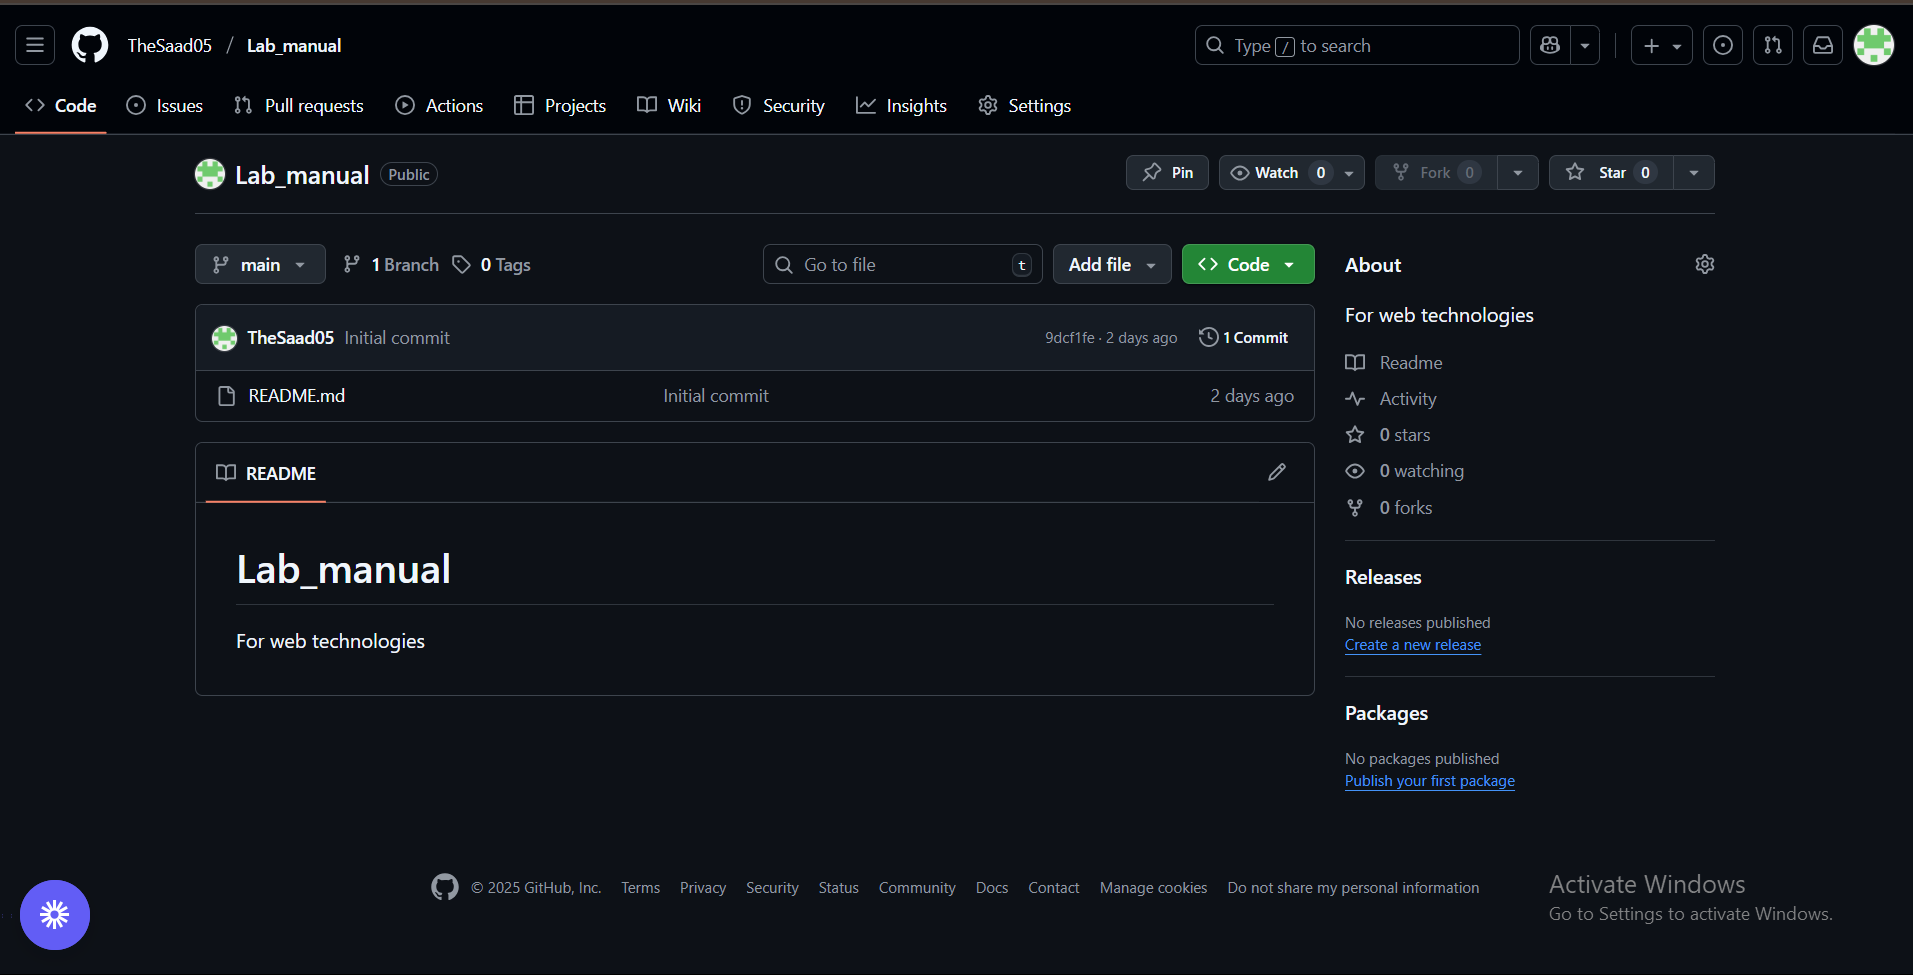 TheSaad05 / Lab_manual
Type / to search
Code Issues Pull requests Actions Projects Wiki Security Insights Settings
Lab_manual Public
Pin Watch 0 Fork 0 Star 0
main 1 Branch 0 Tags Go to file t Add file Code
TheSaad05 Initial commit 9dcf1fe · 2 days ago 1 Commit
README.md Initial commit 2 days ago
README
Lab_manual
For web technologies
About
For web technologies
Readme
Activity
0 stars
0 watching
0 forks
Releases
No releases published
Create a new release
Packages
No packages published
Publish your first package
© 2025 GitHub, Inc. Terms Privacy Security Status Community Docs Contact Manage cookies Do not share my personal information
Activate Windows
Go to Settings to activate Windows.